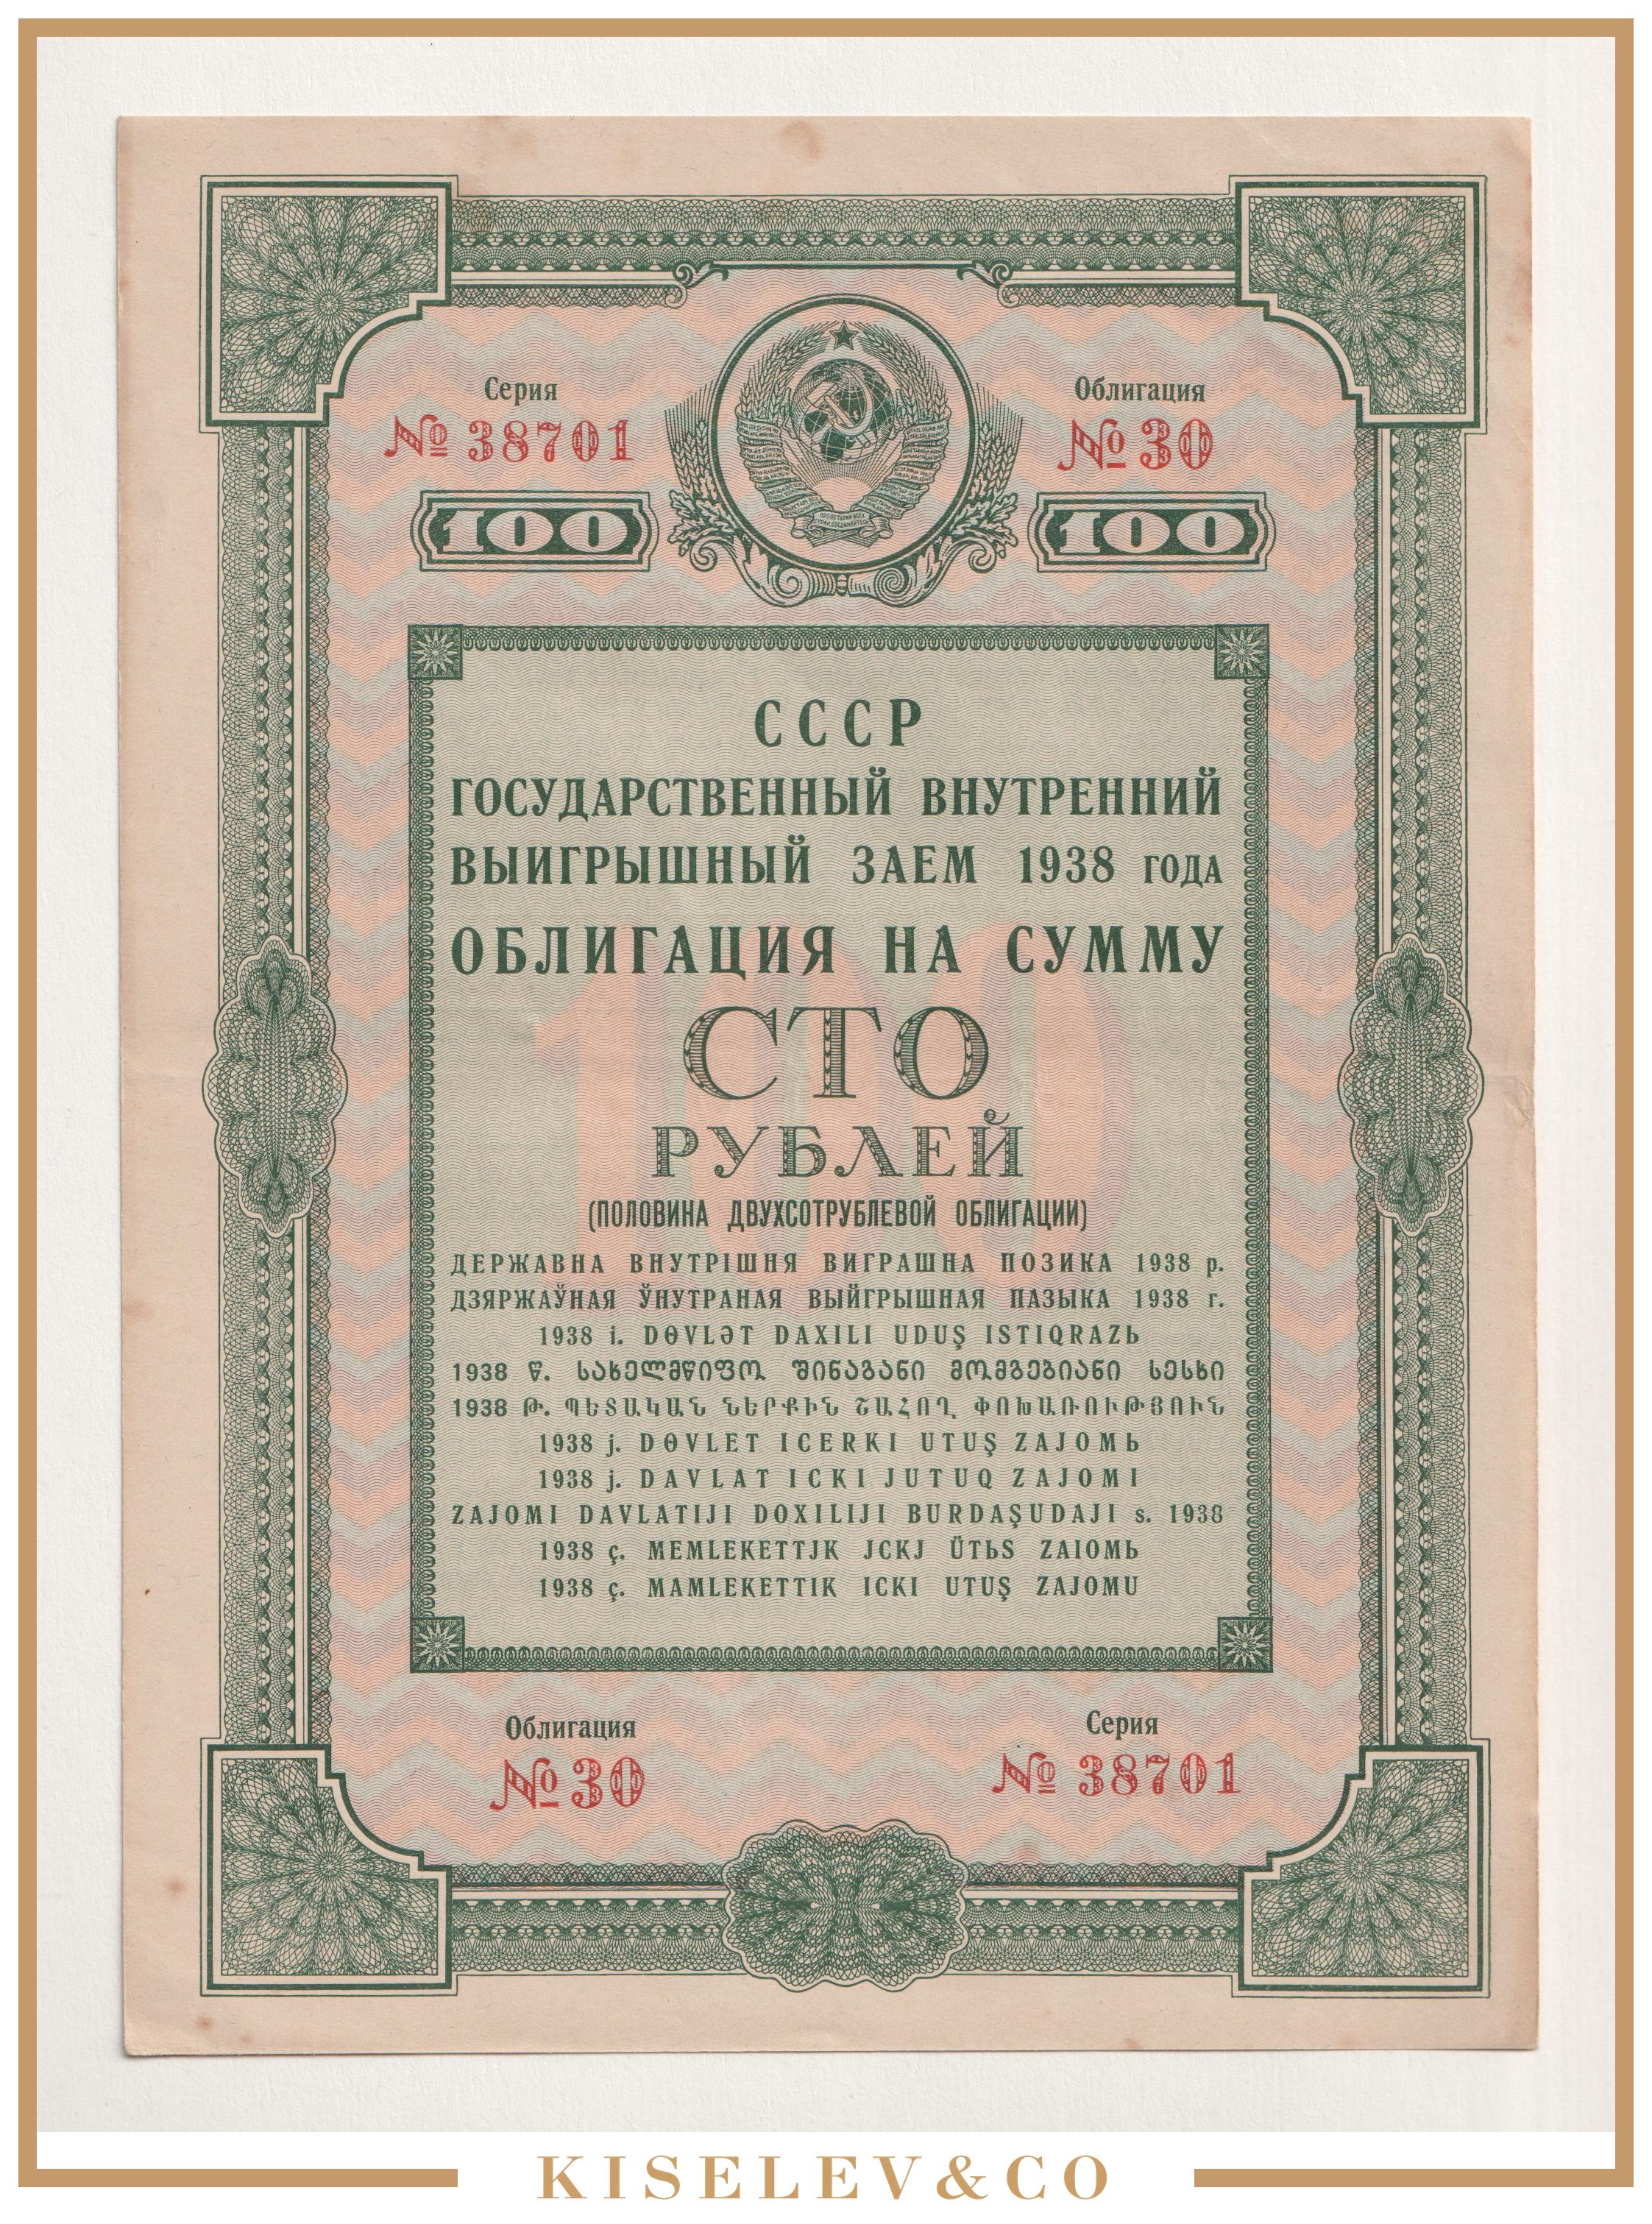 Серия
№ 38701
Облигация
№ 30
100
100
СССР
ГОСУДАРСТВЕННЫЙ ВНУТРЕННИЙ
ВЫИГРЫШНЫЙ ЗАЕМ 1938 ГОДА
ОБЛИГАЦИЯ НА СУММУ
100
СТО
РУБЛЕЙ
(ПОЛОВИНА ДВУХСОТРУБЛЕВОЙ ОБЛИГАЦИИ)
ДЕРЖАВНА ВНУТРІШНЯ ВИГРАШНА ПОЗИКА 1938 р.
ДЗЯРЖАЎНАЯ ЎНУТРАНАЯ ВЫЙГРЫШНАЯ ПАЗЫКА 1938 г.
1938 i. DӨVLƏT DAXILI UDUŞ ISTIQRAZЬ
1938 წ. სახელმწიფო შინაგანი მომგებიანი სესხი
1938 Թ. ՊԵՏԱԿԱՆ ՆԵՐՔԻՆ ՇԱՀՈՂ ՓՈԽԱՌՈՒԹՅՈՒՆ
1938 j. DӨVLET ICERKI UTUŞ ZAJOMЬ
1938 j. DAVLAT ICKI JUTUQ ZAJOMI
ZAJOMI DAVLATIJI DOXILIJI BURDAŞUDAJI s. 1938
1938 ç. MEMLEKETTJK JCKJ ÜTЬS ZAIOMЬ
1938 ç. MAMLEKETTIK ICKI UTUŞ ZAJOMU
Облигация
№ 30
Серия
№ 38701
KISELEV&CO